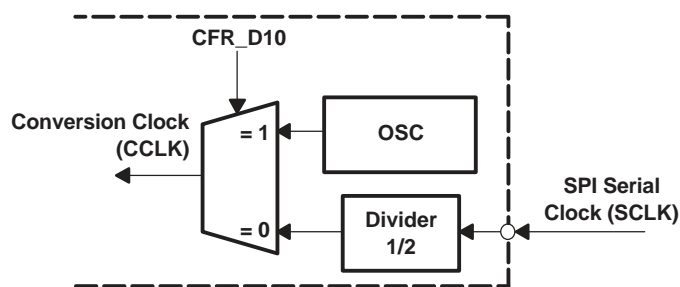 CFR_D10
Conversion Clock
(CCLK)
= 1
OSC
= 0
Divider
1/2
SPI Serial
Clock (SCLK)